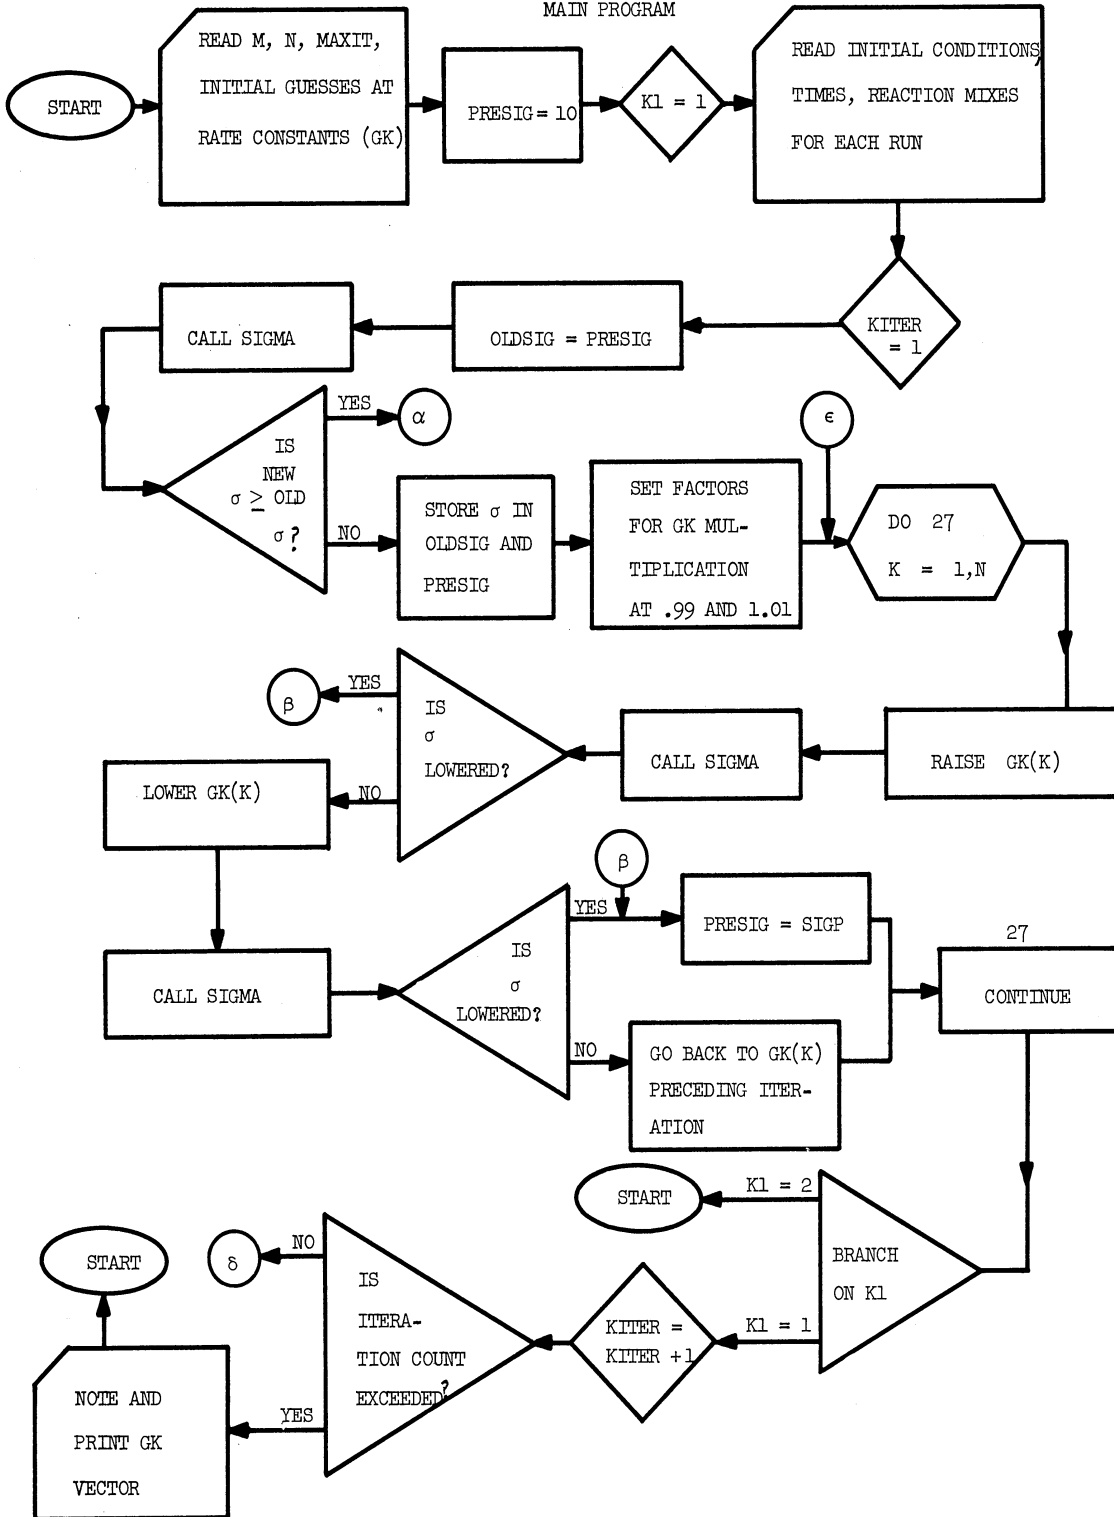 MAIN PROGRAM
START
READ M, N, MAXIT,
INITIAL GUESSES AT
RATE CONSTANTS (GK)
PRESIG = 10
K1 = 1
READ INITIAL CONDITIONS,
TIMES, REACTION MIXES
FOR EACH RUN
KITER
= 1
OLDSIG = PRESIG
CALL SIGMA
IS
NEW
σ ≥ OLD
σ?
YES
α
NO
STORE σ IN
OLDSIG AND
PRESIG
SET FACTORS
FOR GK MUL-
TIPLICATION
AT .99 AND 1.01
ϵ
DO 27
K = 1,N
RAISE GK(K)
CALL SIGMA
IS
σ
LOWERED?
YES
β
NO
LOWER GK(K)
CALL SIGMA
IS
σ
LOWERED?
YES
β
PRESIG = SIGP
NO
GO BACK TO GK(K)
PRECEDING ITER-
ATION
27
CONTINUE
BRANCH
ON K1
K1 = 2
START
K1 = 1
KITER =
KITER +1
IS
ITERA-
TION COUNT
EXCEEDED?
NO
δ
YES
NOTE AND
PRINT GK
VECTOR
START